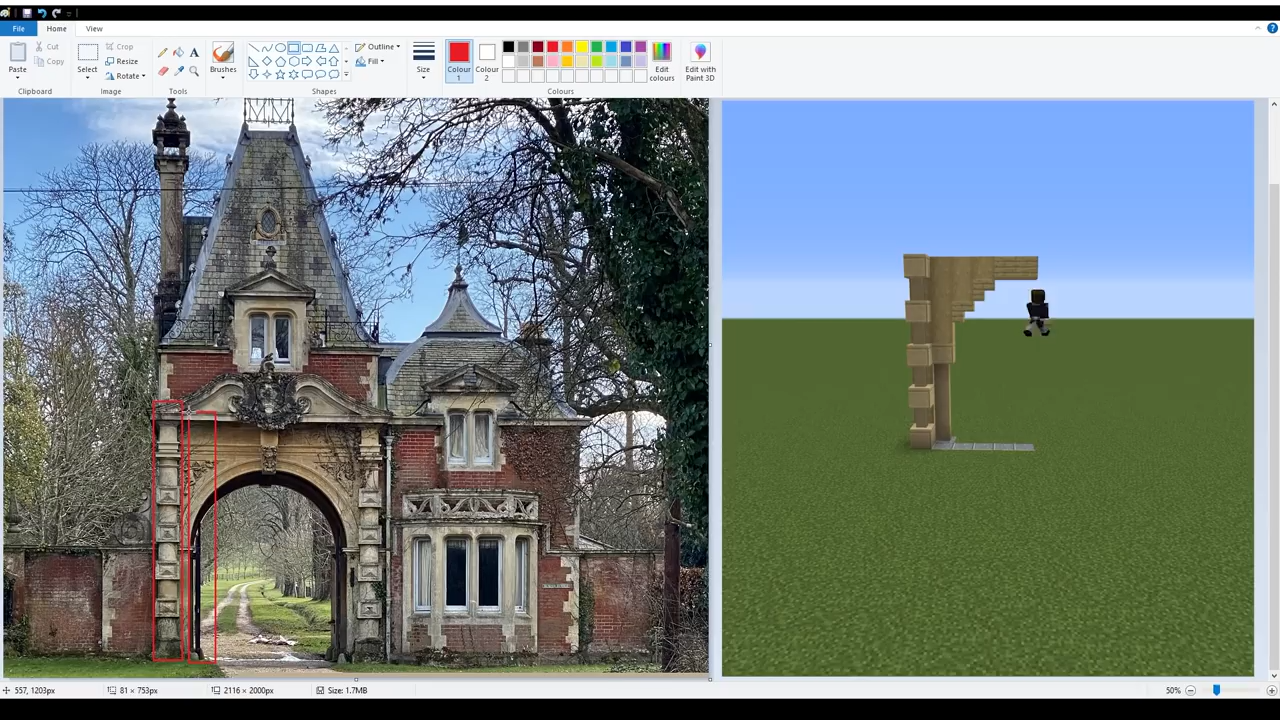 File Home View
Paste
Cut
Copy
Select
Crop
Resize
Rotate
A
Brushes
Outline
Fill
Size
Colour
1
Colour
2
Edit
colours
Edit with
Paint 3D
Clipboard
Image
Tools
Shapes
Colours
557, 1203px
81 × 753px
2116 × 2000px
Size: 1.7MB
50%